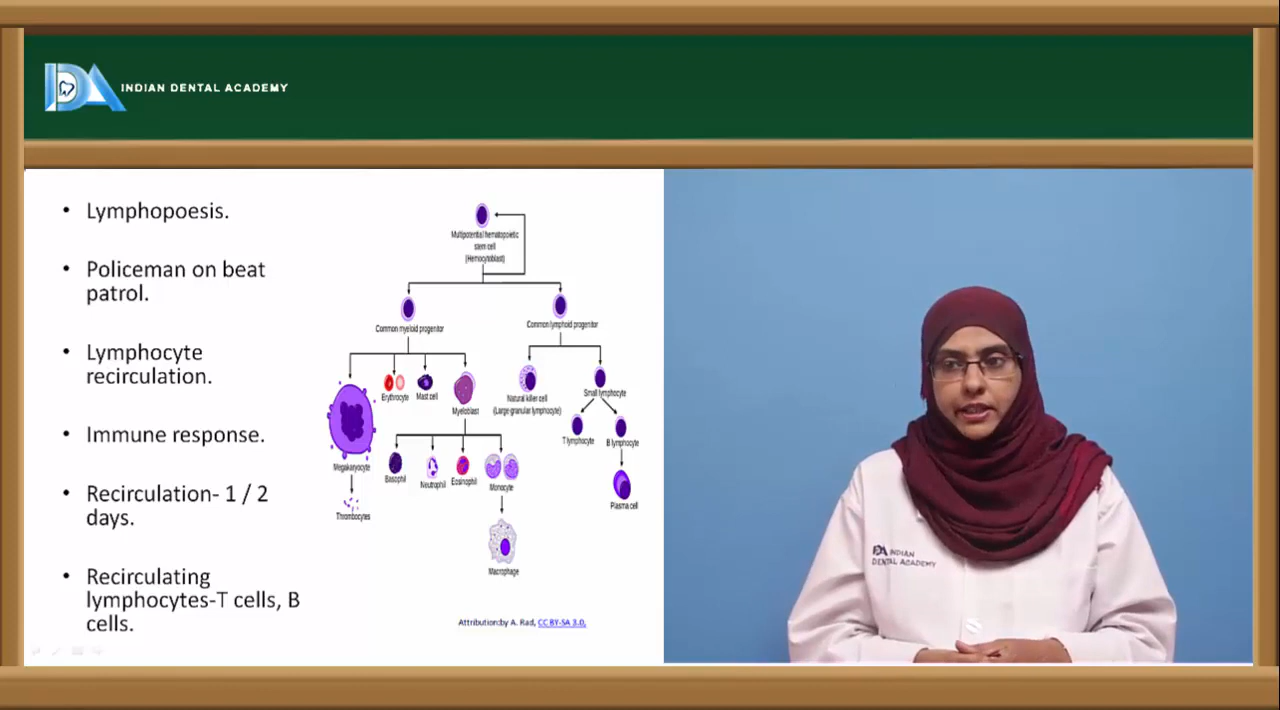 INDIAN DENTAL ACADEMY
• Lymphopoesis.
• Policeman on beat
patrol.
• Lymphocyte
recirculation.
• Immune response.
• Recirculation- 1 / 2
days.
• Recirculating
lymphocytes-T cells, B
cells.
Multipotential hematopoietic
stem cell
(Hemocytoblast)
Common myeloid progenitor
Common lymphoid progenitor
Erythrocyte
Mast cell
Myeloblast
Natural killer cell
(Large granular lymphocyte)
Small lymphocyte
T lymphocyte
B lymphocyte
Megakaryocyte
Basophil
Neutrophil
Eosinophil
Monocyte
Plasma cell
Thrombocytes
Macrophage
Attribution:by A. Rad, CC BY-SA 3.0,
IDA INDIAN
DENTAL ACADEMY